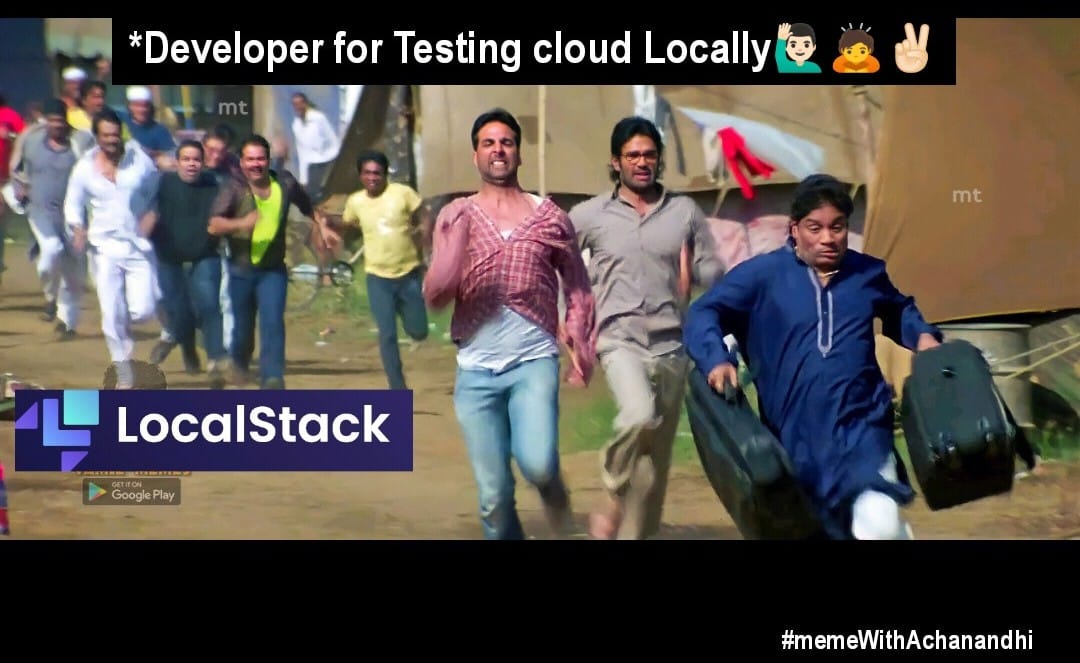 *Developer for Testing cloud Locally🙋🏻‍♂️🙇✌🏻
mt
mt
LocalStack
GET IT ON
Google Play
#memeWithAchanandhi